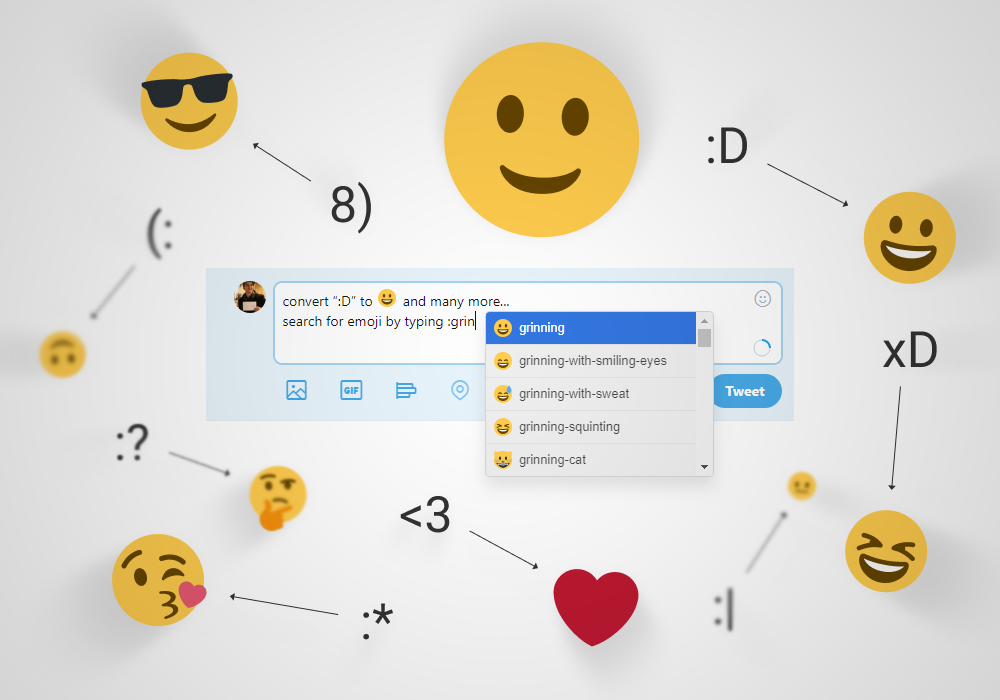 :D
8)
(:
convert “:D” to 😃 and many more...
search for emoji by typing :grin
grinning
grinning-with-smiling-eyes
grinning-with-sweat
grinning-squinting
grinning-cat
GIF
Tweet
xD
:?
<3
:*
:|